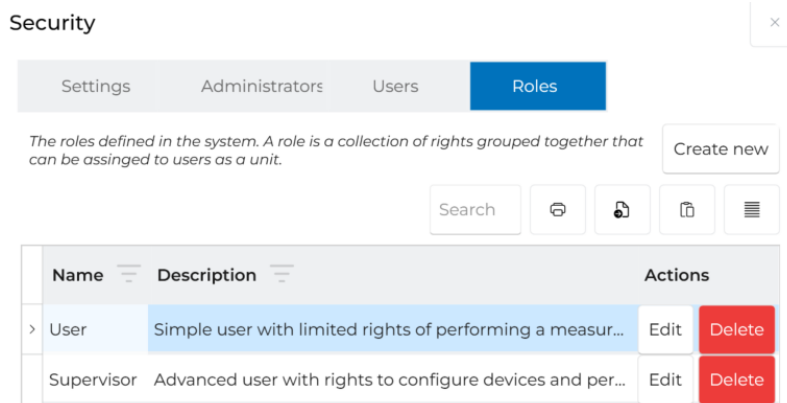 Security
Settings Administrators Users Roles
The roles defined in the system. A role is a collection of rights grouped together that
can be assinged to users as a unit.
Create new
Search
Name Description Actions
User Simple user with limited rights of performing a measur... Edit Delete
Supervisor Advanced user with rights to configure devices and per... Edit Delete